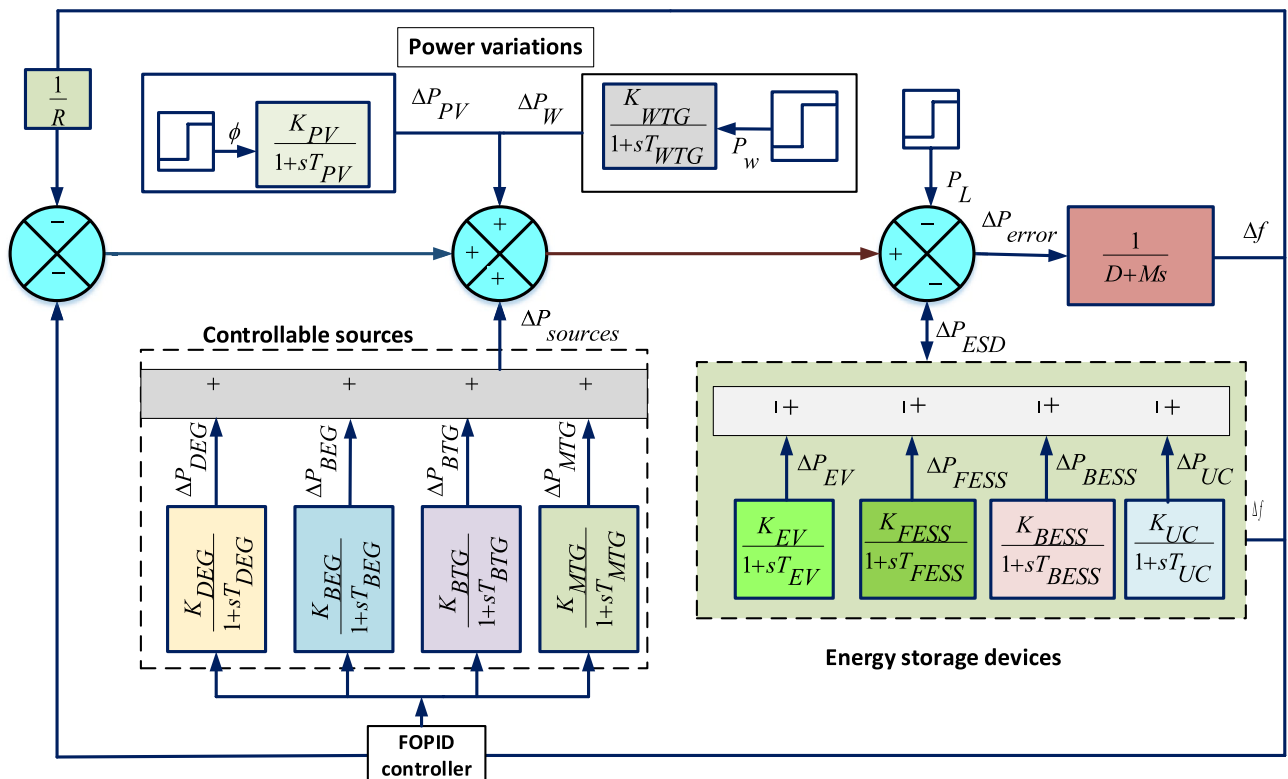 Power variations
1
R
ϕ
K_PV
1+sT_PV
ΔP_PV
ΔP_W
K_WTG
1+sT_WTG
P_w
P_L
−
−
+
+
+
−
+
−
ΔP_error
1
D+Ms
Δf
Controllable sources
ΔP_sources
ΔP_ESD
+ + + +
ΔP_DEG
ΔP_BEG
ΔP_BTG
ΔP_MTG
K_DEG
1+sT_DEG
K_BEG
1+sT_BEG
K_BTG
1+sT_BTG
K_MTG
1+sT_MTG
ı+ ı+ ı+ ı+
ΔP_EV
ΔP_FESS
ΔP_BESS
ΔP_UC
K_EV
1+sT_EV
K_FESS
1+sT_FESS
K_BESS
1+sT_BESS
K_UC
1+sT_UC
Δf
Energy storage devices
FOPID
controller